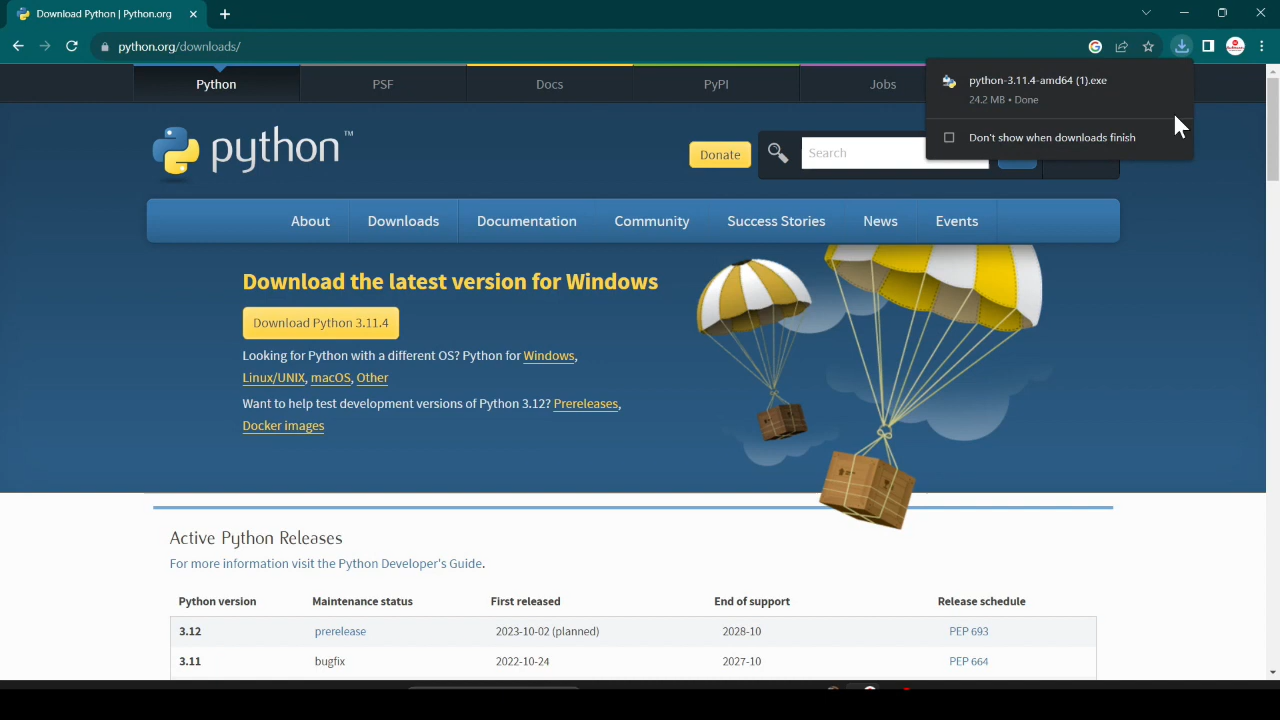 Download Python | Python.org
python.org/downloads/
python-3.11.4-amd64 (1).exe
24.2 MB • Done
Don't show when downloads finish
Python
PSF
Docs
PyPI
Jobs
python™
Donate
Search
About
Downloads
Documentation
Community
Success Stories
News
Events
Download the latest version for Windows
Download Python 3.11.4
Looking for Python with a different OS? Python for Windows,
Linux/UNIX, macOS, Other
Want to help test development versions of Python 3.12? Prereleases,
Docker images
Active Python Releases
For more information visit the Python Developer's Guide.
Python version Maintenance status First released End of support Release schedule
3.12 prerelease 2023-10-02 (planned) 2028-10 PEP 693
3.11 bugfix 2022-10-24 2027-10 PEP 664